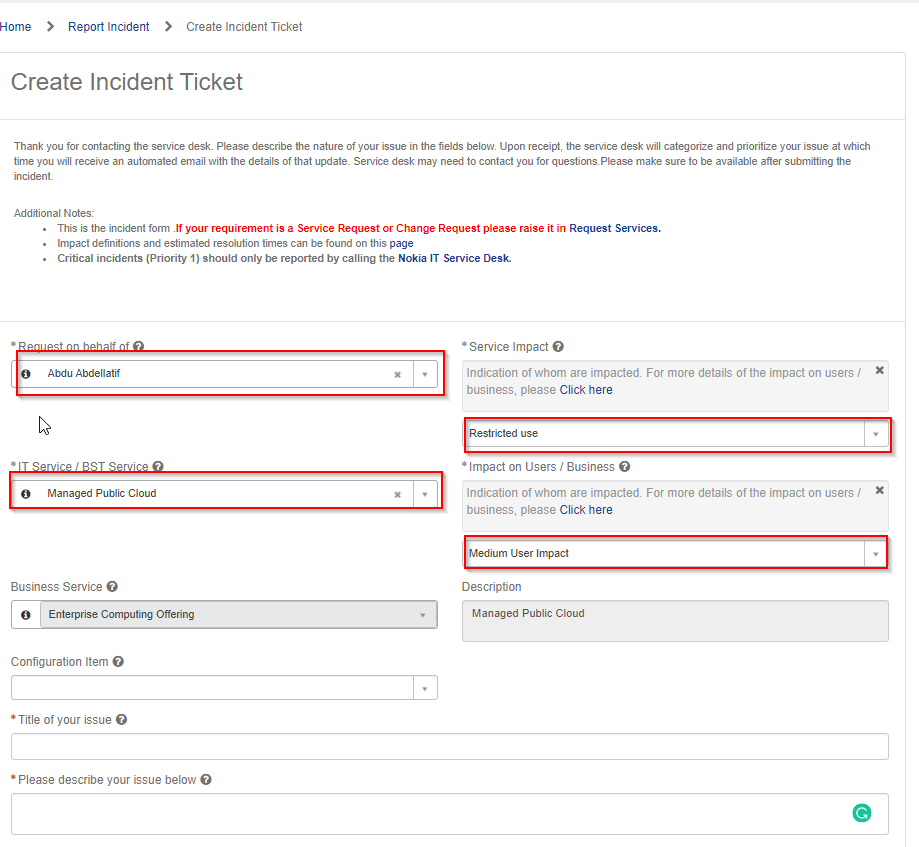 Home > Report Incident > Create Incident Ticket
Create Incident Ticket
Thank you for contacting the service desk. Please describe the nature of your issue in the fields below. Upon receipt, the service desk will categorize and prioritize your issue at which
time you will receive an automated email with the details of that update. Service desk may need to contact you for questions.Please make sure to be available after submitting the
incident.
Additional Notes:
• This is the incident form .If your requirement is a Service Request or Change Request please raise it in Request Services.
• Impact definitions and estimated resolution times can be found on this page
• Critical incidents (Priority 1) should only be reported by calling the Nokia IT Service Desk.
*Request on behalf of
Abdu Abdellatif
*Service Impact
Indication of whom are impacted. For more details of the impact on users /
business, please Click here
Restricted use
*IT Service / BST Service
Managed Public Cloud
*Impact on Users / Business
Indication of whom are impacted. For more details of the impact on users /
business, please Click here
Medium User Impact
Business Service
Enterprise Computing Offering
Description
Managed Public Cloud
Configuration Item
*Title of your issue
*Please describe your issue below